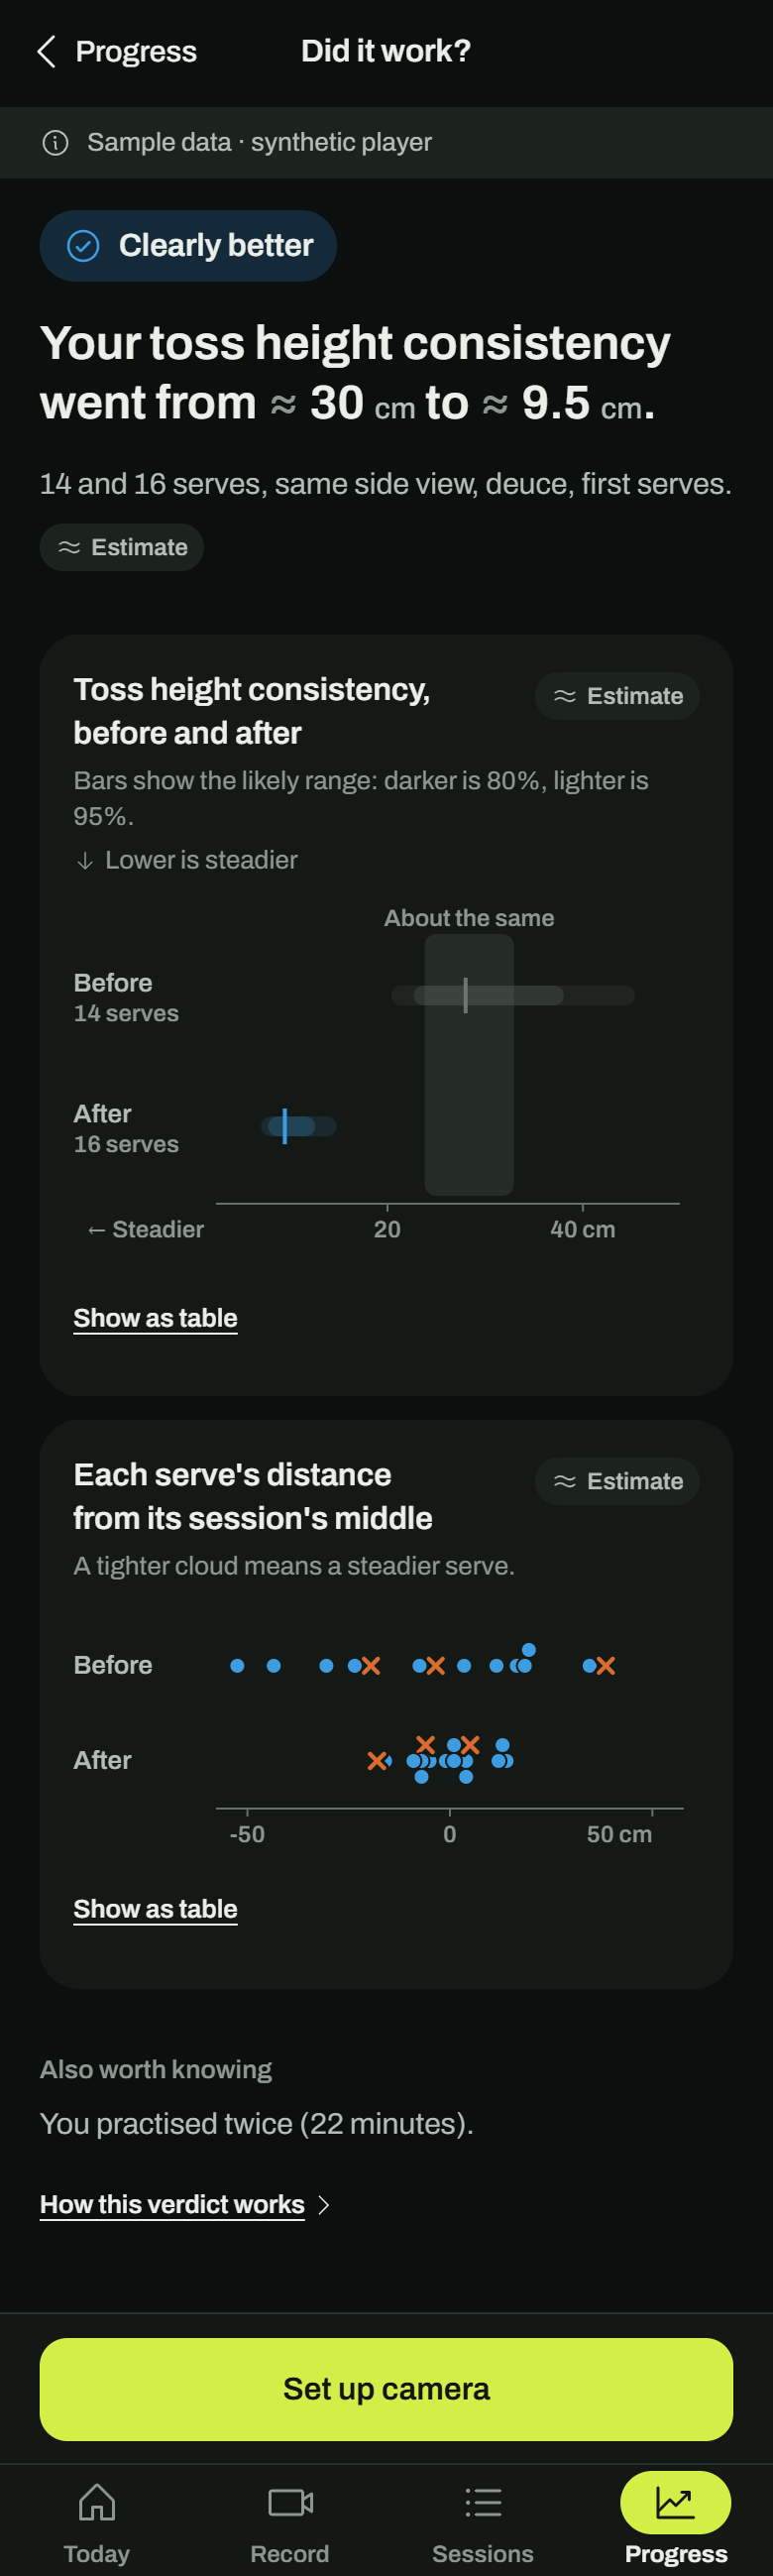 Progress
Did it work?
Sample data · synthetic player
Clearly better
Your toss height consistency
went from ≈ 30 cm to ≈ 9.5 cm.
14 and 16 serves, same side view, deuce, first serves.
≈ Estimate
Toss height consistency,
before and after
≈ Estimate
Bars show the likely range: darker is 80%, lighter is
95%.
↓ Lower is steadier
About the same
Before
14 serves
After
16 serves
← Steadier
20
40 cm
Show as table
Each serve's distance
from its session's middle
≈ Estimate
A tighter cloud means a steadier serve.
Before
After
-50
0
50 cm
Show as table
Also worth knowing
You practised twice (22 minutes).
How this verdict works
Set up camera
Today
Record
Sessions
Progress